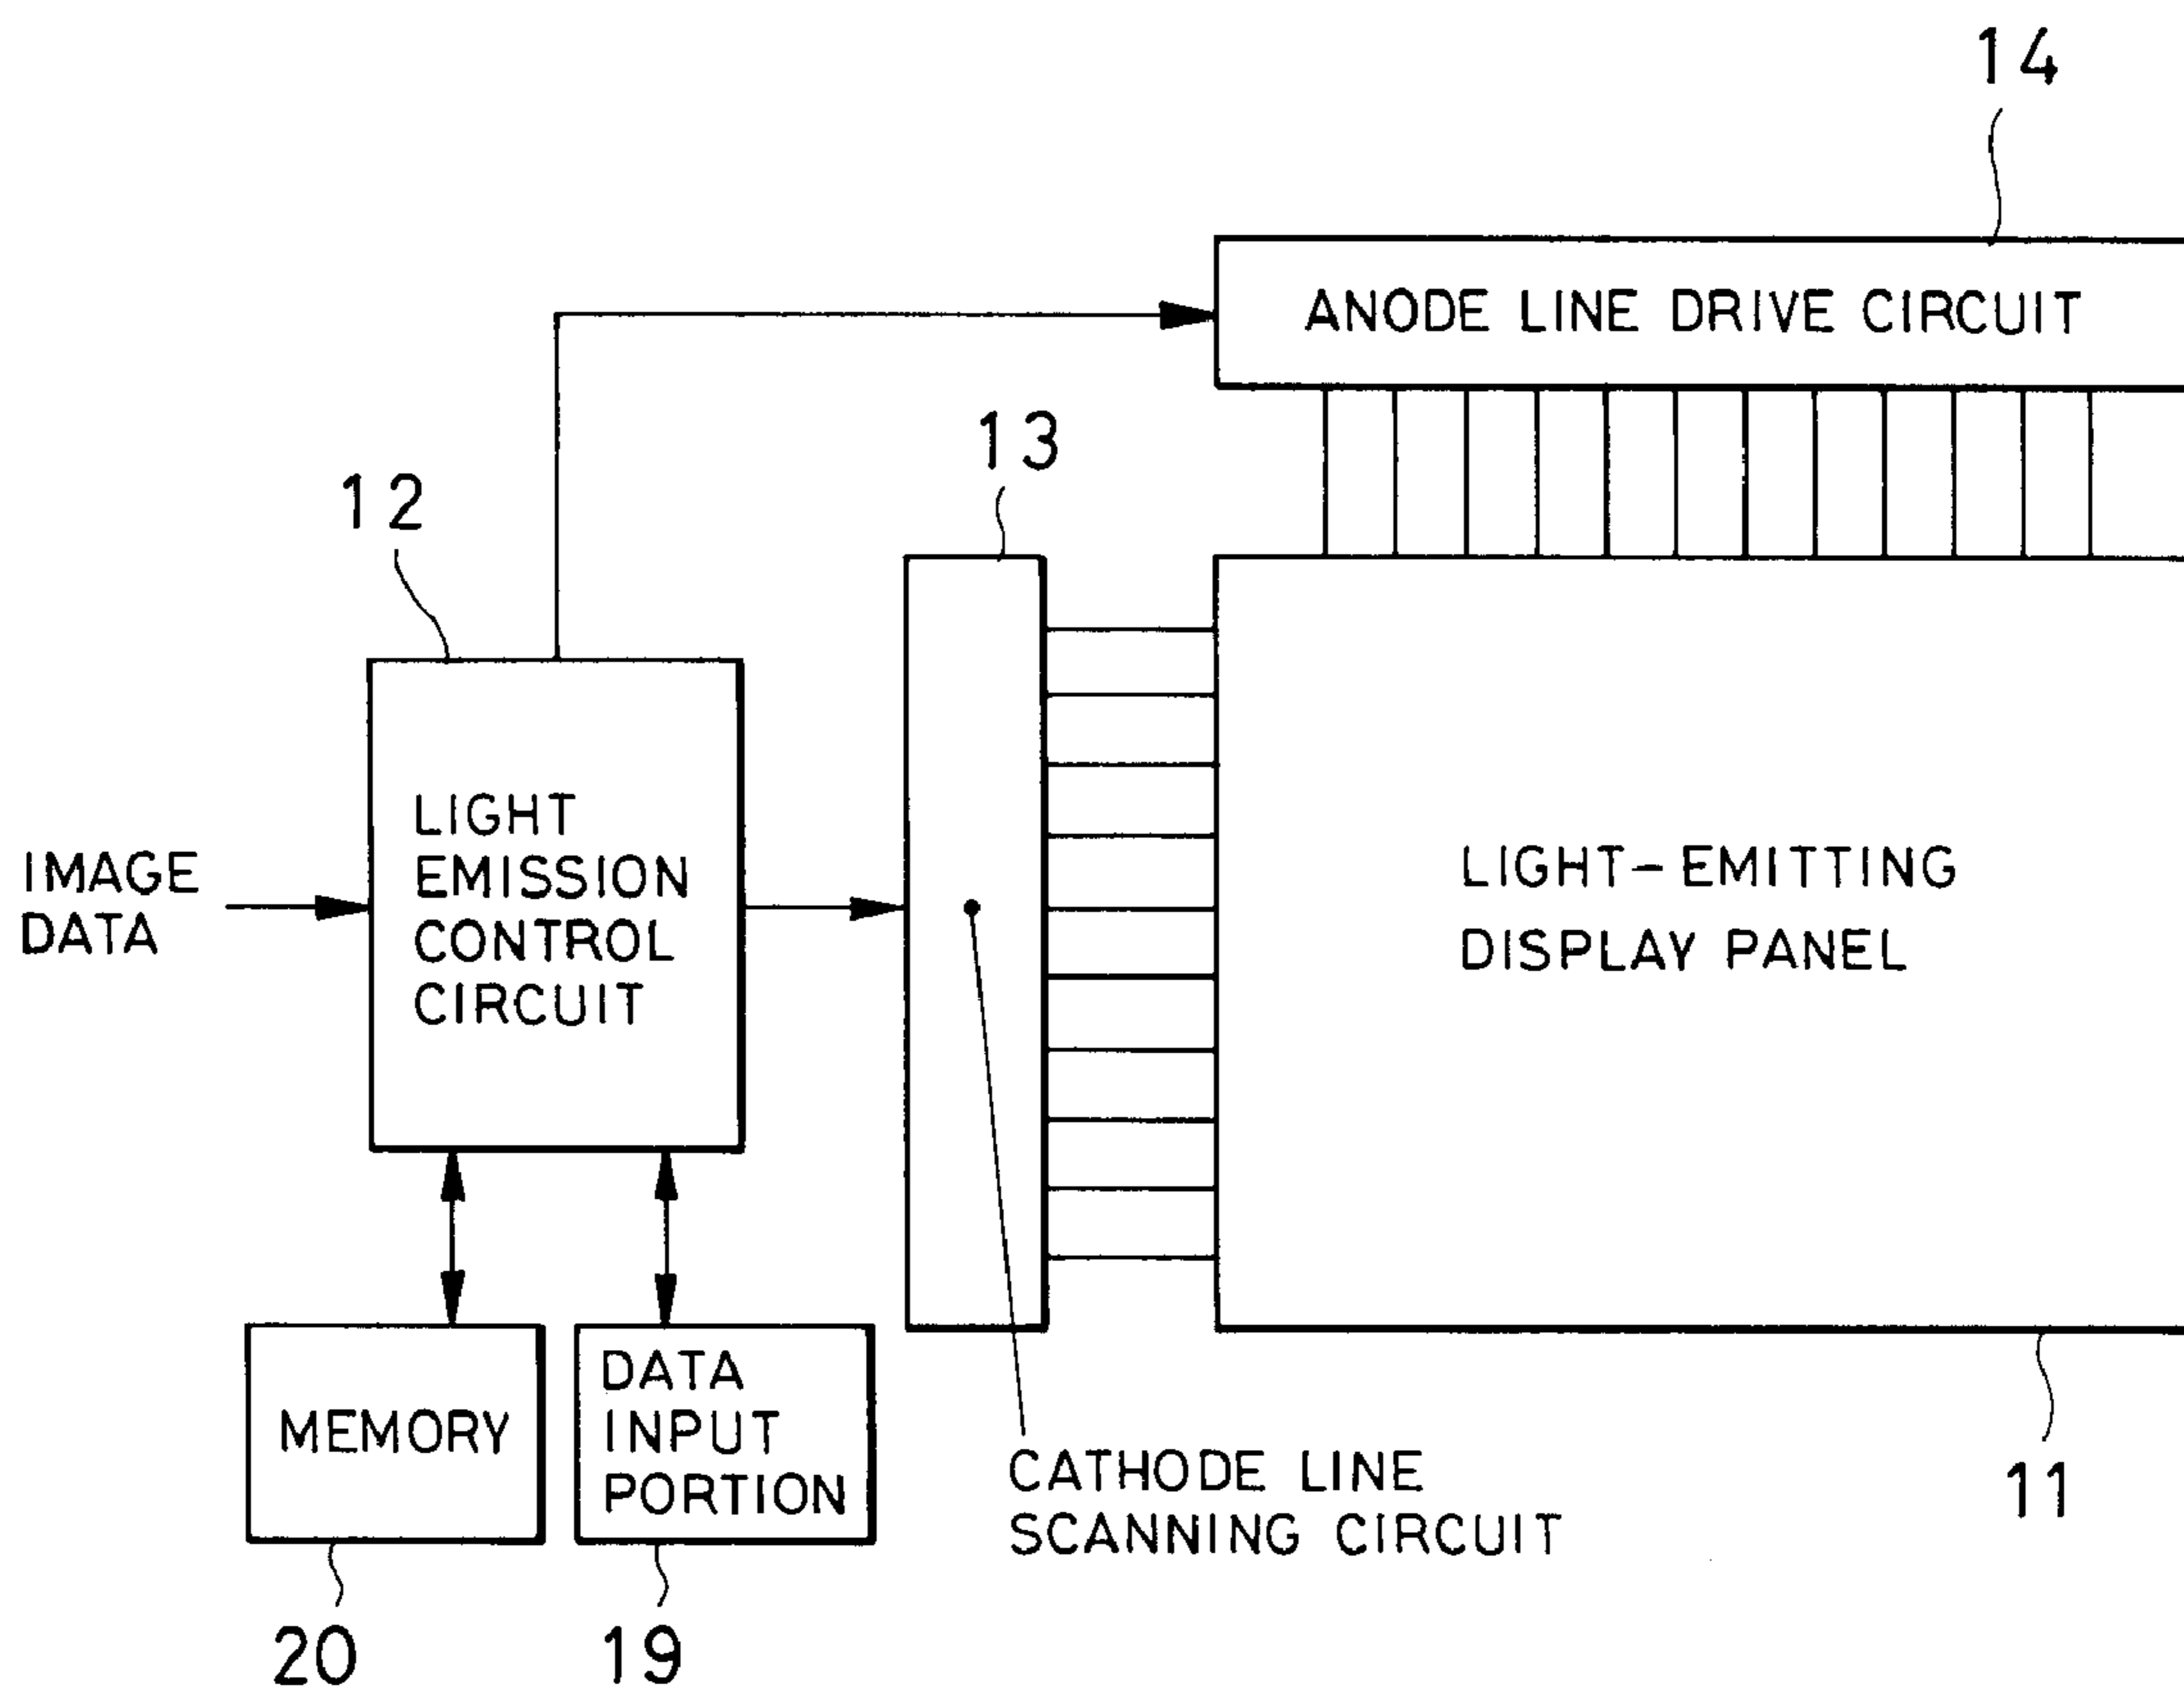 14
ANODE LINE DRIVE CIRCUIT
13
12
LIGHT
EMISSION
CONTROL
CIRCUIT
IMAGE
DATA
LIGHT-EMITTING
DISPLAY PANEL
MEMORY
DATA
INPUT
PORTION
CATHODE LINE
SCANNING CIRCUIT
11
20
19